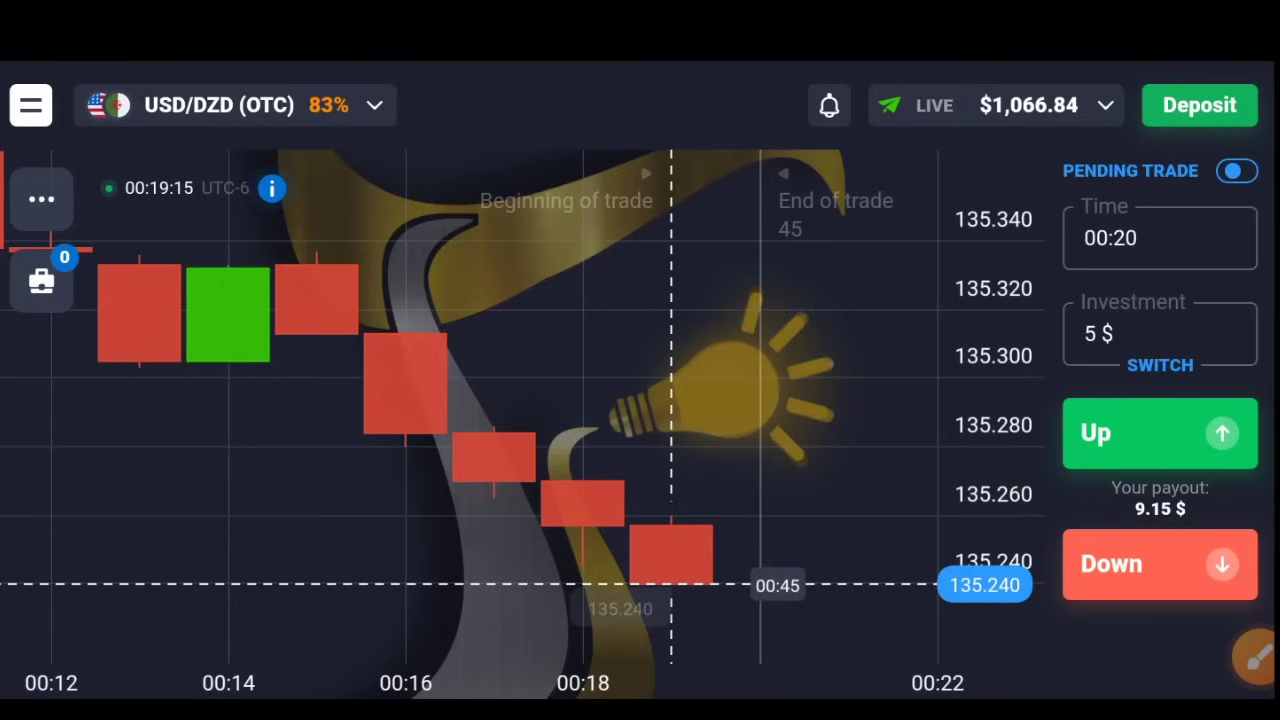 USD/DZD (OTC) 83%
LIVE $1,066.84
Deposit
00:19:15 UTC-6
Beginning of trade
End of trade
45
0
135.340
135.320
135.300
135.280
135.260
135.240
135.240
135.240
00:45
00:12
00:14
00:16
00:18
00:22
PENDING TRADE
Time
00:20
Investment
5 $
SWITCH
Up
Your payout:
9.15 $
Down